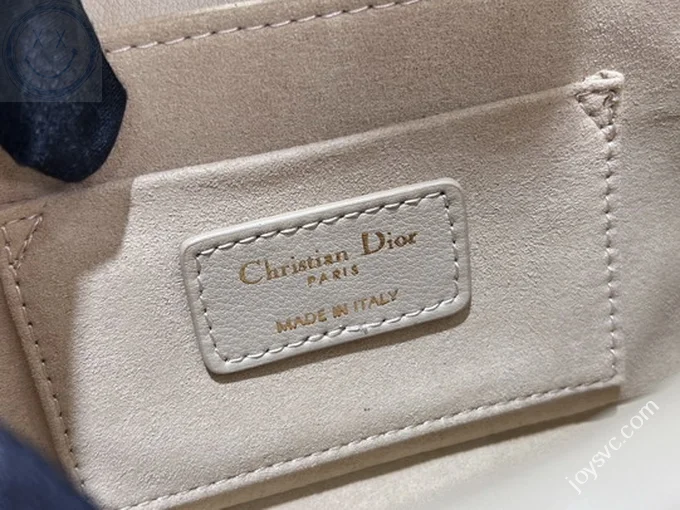 Christian Dior
PARIS
MADE IN ITALY
joysvc.com